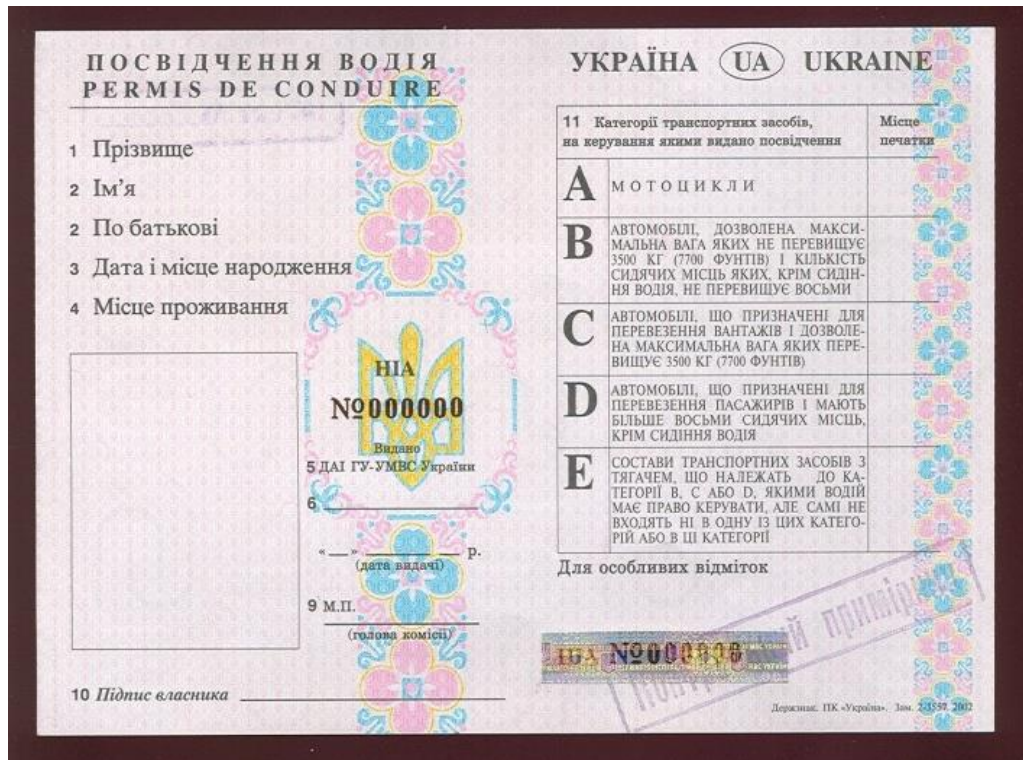 ПОСВІДЧЕННЯ ВОДІЯ
PERMIS DE CONDUIRE
1 Прізвище
2 Ім’я
2 По батькові
3 Дата і місце народження
4 Місце проживання
НІА
№000000
Видано
5 ДАІ ГУ-УМВС України
6
« » р.
(дата видачі)
9 М.П.
(голова комісії)
10 Підпис власника
УКРАЇНА UA UKRAINE
11 Категорії транспортних засобів,
на керування якими видано посвідчення
Місце
печатки
A МОТОЦИКЛИ
B АВТОМОБІЛІ, ДОЗВОЛЕНА МАКСИ-
МАЛЬНА ВАГА ЯКИХ НЕ ПЕРЕВИЩУЄ
3500 КГ (7700 ФУНТІВ) І КІЛЬКІСТЬ
СИДЯЧИХ МІСЦЬ ЯКИХ, КРІМ СИДІН-
НЯ ВОДІЯ, НЕ ПЕРЕВИЩУЄ ВОСЬМИ
C АВТОМОБІЛІ, ЩО ПРИЗНАЧЕНІ ДЛЯ
ПЕРЕВЕЗЕННЯ ВАНТАЖІВ І ДОЗВОЛЕ-
НА МАКСИМАЛЬНА ВАГА ЯКИХ ПЕРЕ-
ВИЩУЄ 3500 КГ (7700 ФУНТІВ)
D АВТОМОБІЛІ, ЩО ПРИЗНАЧЕНІ ДЛЯ
ПЕРЕВЕЗЕННЯ ПАСАЖИРІВ І МАЮТЬ
БІЛЬШЕ ВОСЬМИ СИДЯЧИХ МІСЦЬ,
КРІМ СИДІННЯ ВОДІЯ
E СОСТАВИ ТРАНСПОРТНИХ ЗАСОБІВ З
ТЯГАЧЕМ, ЩО НАЛЕЖАТЬ ДО КА-
ТЕГОРІЇ B, C АБО D, ЯКИМИ ВОДІЙ
МАЄ ПРАВО КЕРУВАТИ, АЛЕ САМІ НЕ
ВХОДЯТЬ НІ В ОДНУ ІЗ ЦИХ КАТЕГО-
РІЙ АБО В ЦІ КАТЕГОРІЇ
Для особливих відміток
№000000
Держзнак. ПК «Україна». Зам. 2-3557. 2002